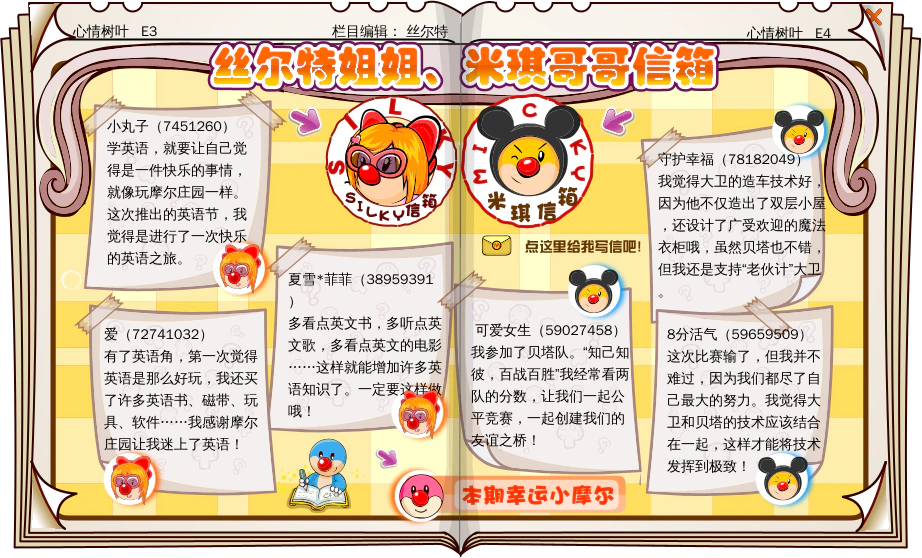 心情树叶 E3
栏目编辑： 丝尔特
心情树叶 E4
丝尔特姐姐、米琪哥哥信箱
SILKY
SILKY信箱
MICKY
米琪信箱
点这里给我写信吧！
小丸子（7451260）
学英语，就要让自己觉
得是一件快乐的事情，
就像玩摩尔庄园一样。
这次推出的英语节，我
觉得是进行了一次快乐
的英语之旅。
爱（72741032）
有了英语角，第一次觉得
英语是那么好玩，我还买
了许多英语书、磁带、玩
具、软件……我感谢摩尔
庄园让我迷上了英语！
夏雪*菲菲（38959391
）
多看点英文书，多听点英
文歌，多看点英文的电影
……这样就能增加许多英
语知识了。一定要这样做
哦！
可爱女生（59027458）
我参加了贝塔队。“知己知
彼，百战百胜”我经常看两
队的分数，让我们一起公
平竞赛，一起创建我们的
友谊之桥！
守护幸福（78182049）
我觉得大卫的造车技术好，
因为他不仅造出了双层小屋
，还设计了广受欢迎的魔法
衣柜哦，虽然贝塔也不错，
但我还是支持“老伙计”大卫
。
8分活气（59659509）
这次比赛输了，但我并不
难过，因为我们都尽了自
己最大的努力。我觉得大
卫和贝塔的技术应该结合
在一起，这样才能将技术
发挥到极致！
本期幸运小摩尔